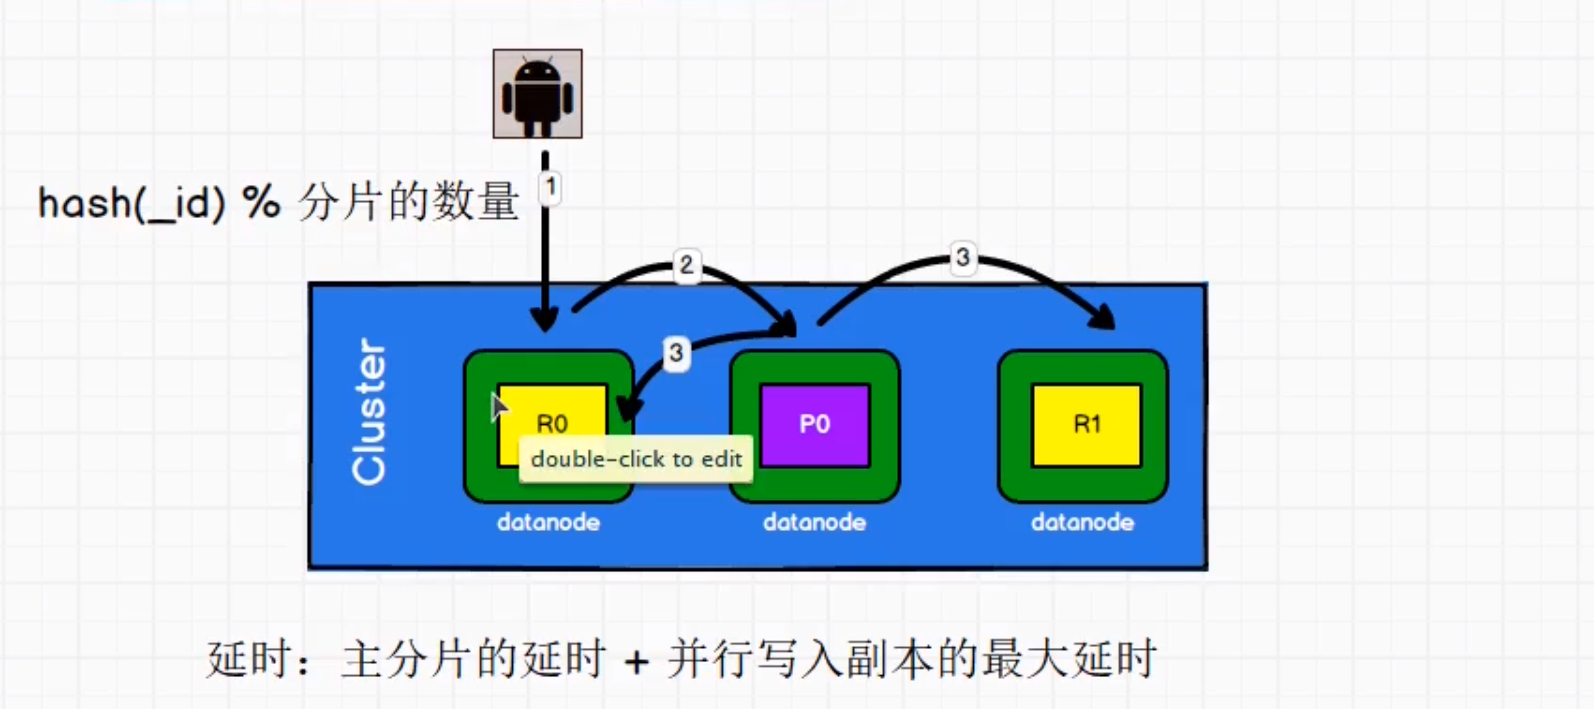 hash(_id) % 分片的数量
1
2
3
3
Cluster
R0
P0
R1
double-click to edit
datanode
datanode
datanode
延时：主分片的延时 + 并行写入副本的最大延时